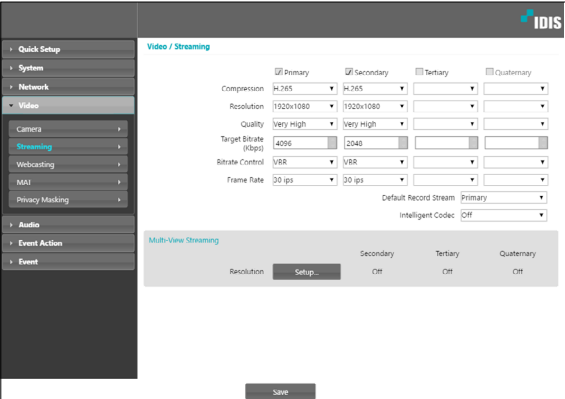 IDIS
Quick Setup
System
Network
Video
Camera
Streaming
Webcasting
MAT
Privacy Masking
Audio
Event Action
Event
Video / Streaming
Primary Secondary Tertiary Quaternary
Compression H.265 H.265
Resolution 1920x1080 1920x1080
Quality Very High Very High
Target Bitrate
(Kbps) 4096 2048
Bitrate Control VBR VBR
Frame Rate 30 ips 30 ips
Default Record Stream Primary
Intelligent Codec Off
Multi-View Streaming
Secondary Tertiary Quaternary
Resolution Setup... Off Off Off
Save